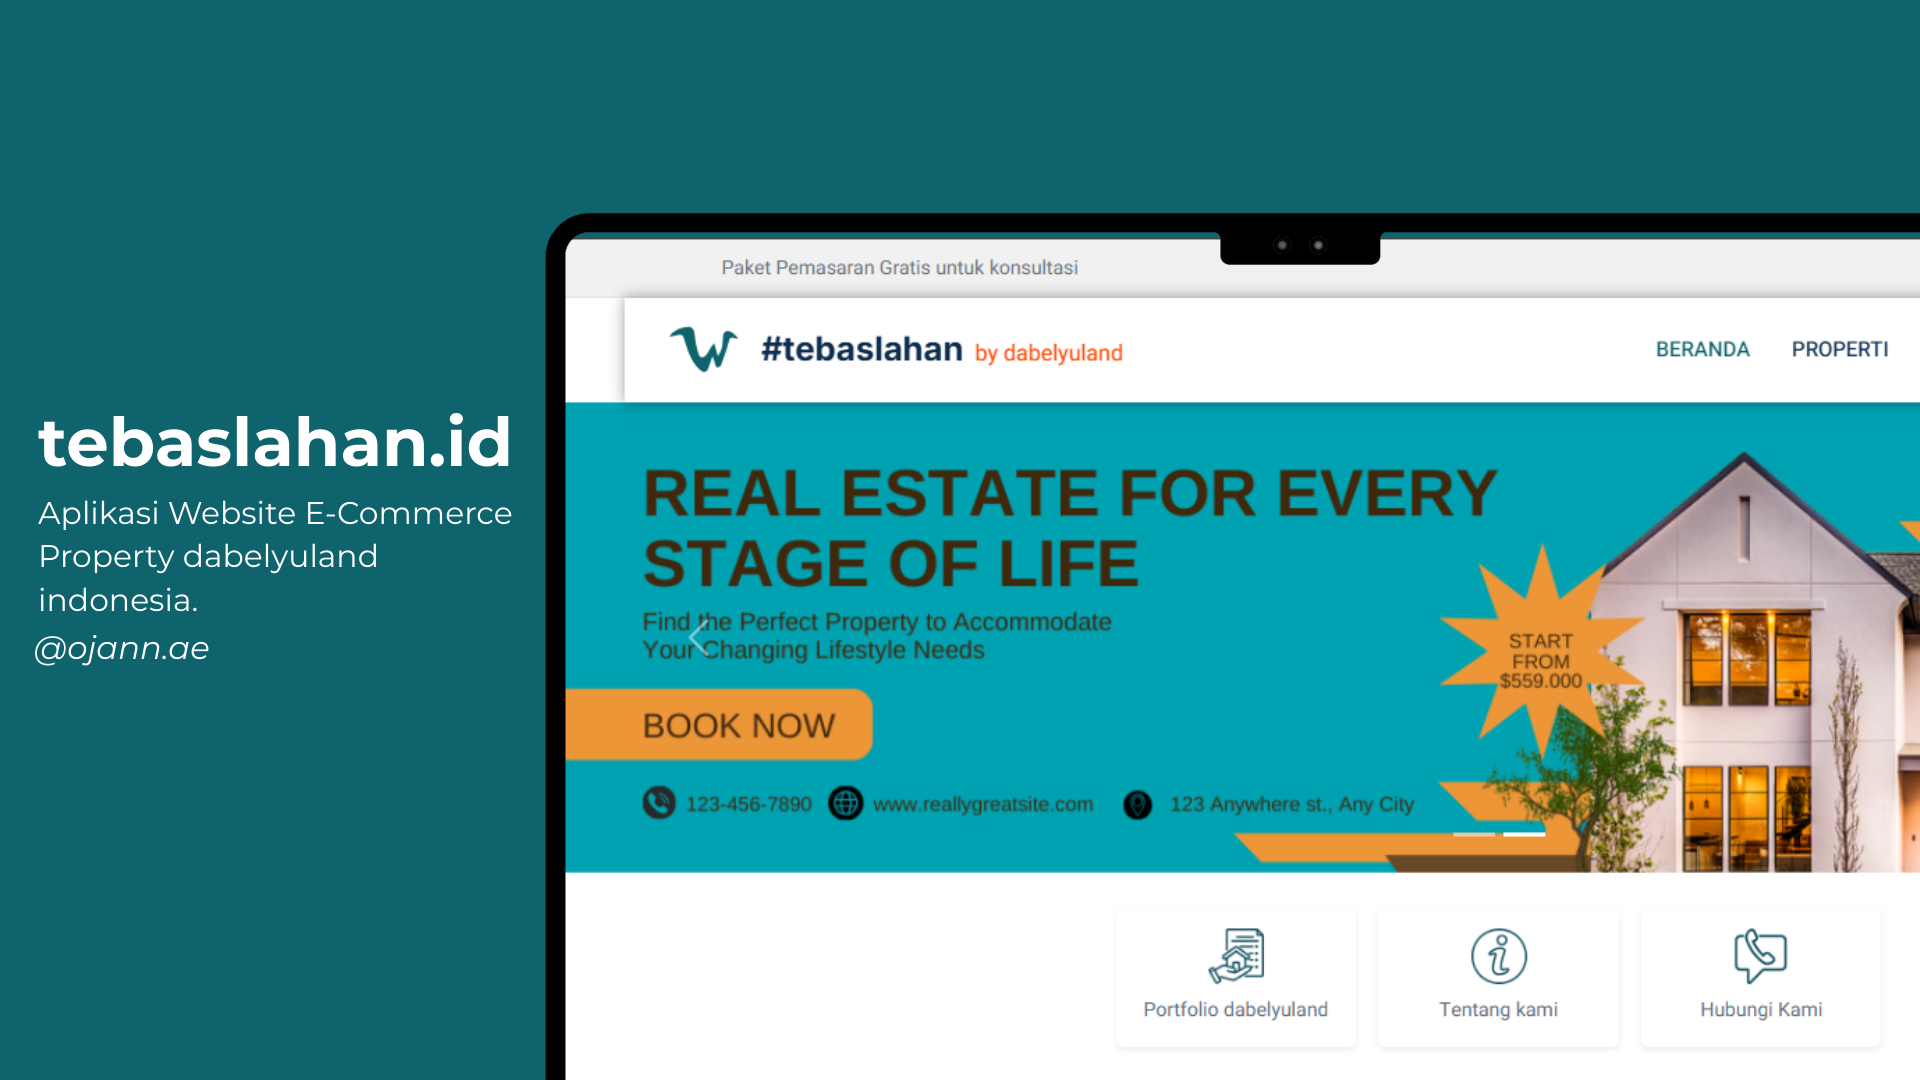 tebaslahan.id
Aplikasi Website E-Commerce
Property dabelyuland
indonesia.
@ojann.ae
Paket Pemasaran Gratis untuk konsultasi
#tebaslahan by dabelyuland
BERANDA PROPERTI
REAL ESTATE FOR EVERY
STAGE OF LIFE
Find the Perfect Property to Accommodate
Your Changing Lifestyle Needs
START
FROM
$559.000
BOOK NOW
123-456-7890 www.reallygreatsite.com 123 Anywhere st., Any City
Portfolio dabelyuland
Tentang kami
Hubungi Kami